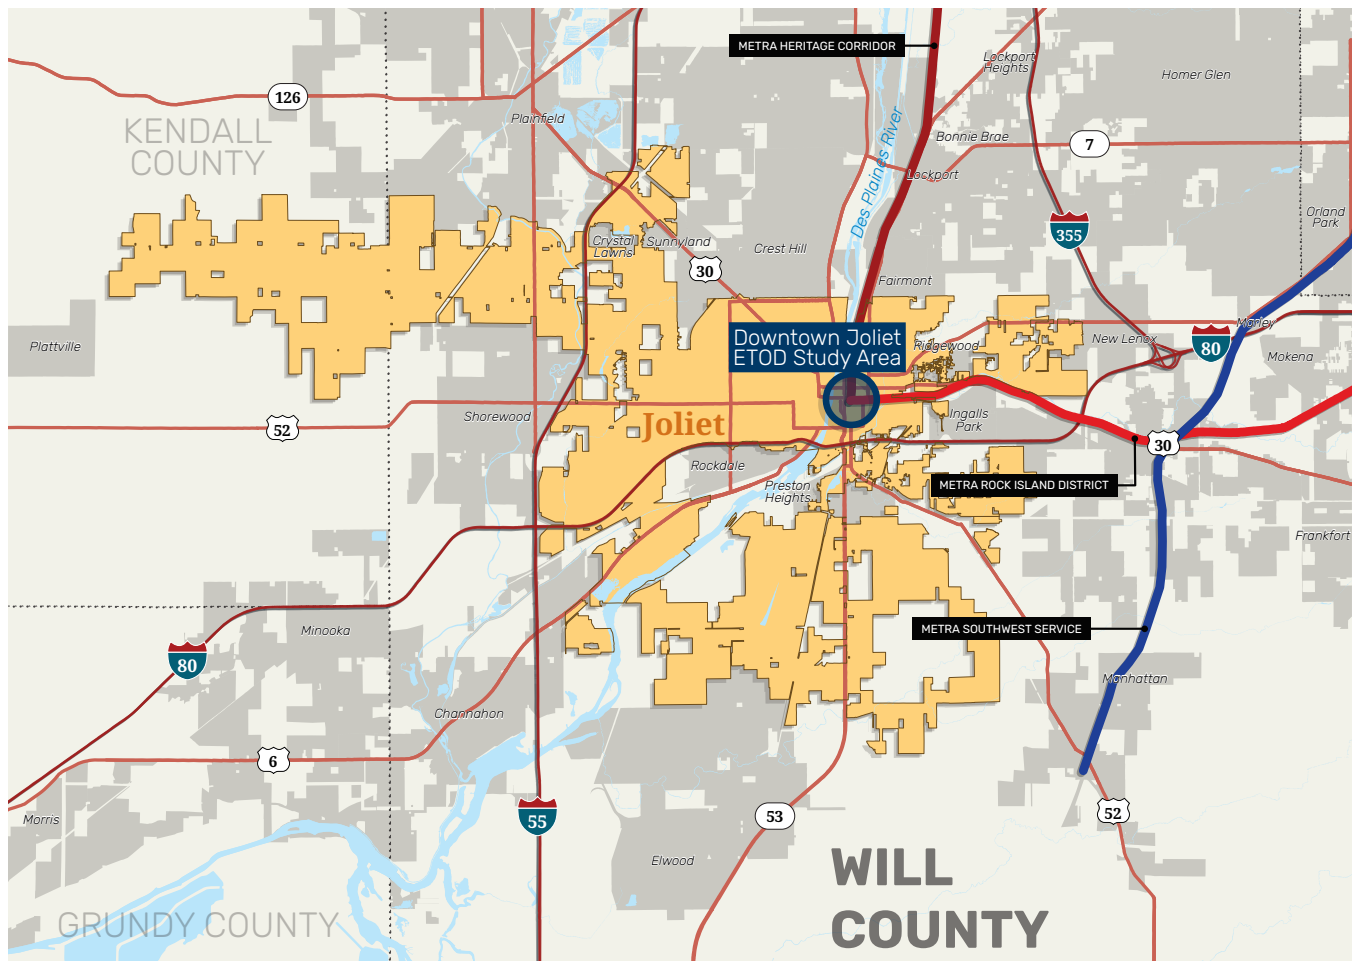 METRA HERITAGE CORRIDOR
Lockport
Heights
Homer Glen
126
Plainfield
KENDALL
COUNTY
Des Plaines River
Bonnie Brae
7
Lockport
Orland
Park
355
Crystal
Lawns
Sunnyland
Crest Hill
30
Fairmont
Morley
Plattville
Downtown Joliet
ETOD Study Area
Ridgewood
New Lenox
80
Mokena
52
Shorewood
Joliet
Ingalls
Park
30
Rockdale
METRA ROCK ISLAND DISTRICT
Preston
Heights
Frankfort
Minooka
METRA SOUTHWEST SERVICE
80
Manhattan
Channahon
6
Morris
55
53
52
Elwood
WILL
COUNTY
GRUNDY COUNTY